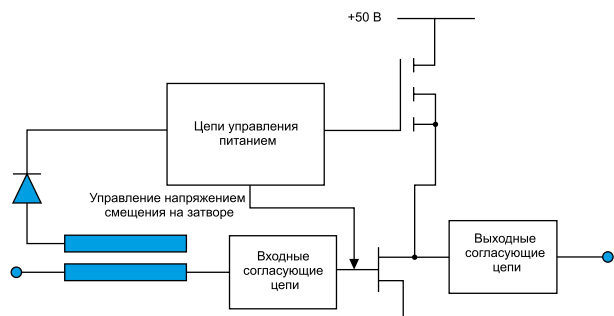 +50 В
Цепи управления
питанием
Управление напряжением
смещения на затворе
Входные
согласующие
цепи
Выходные
согласующие
цепи